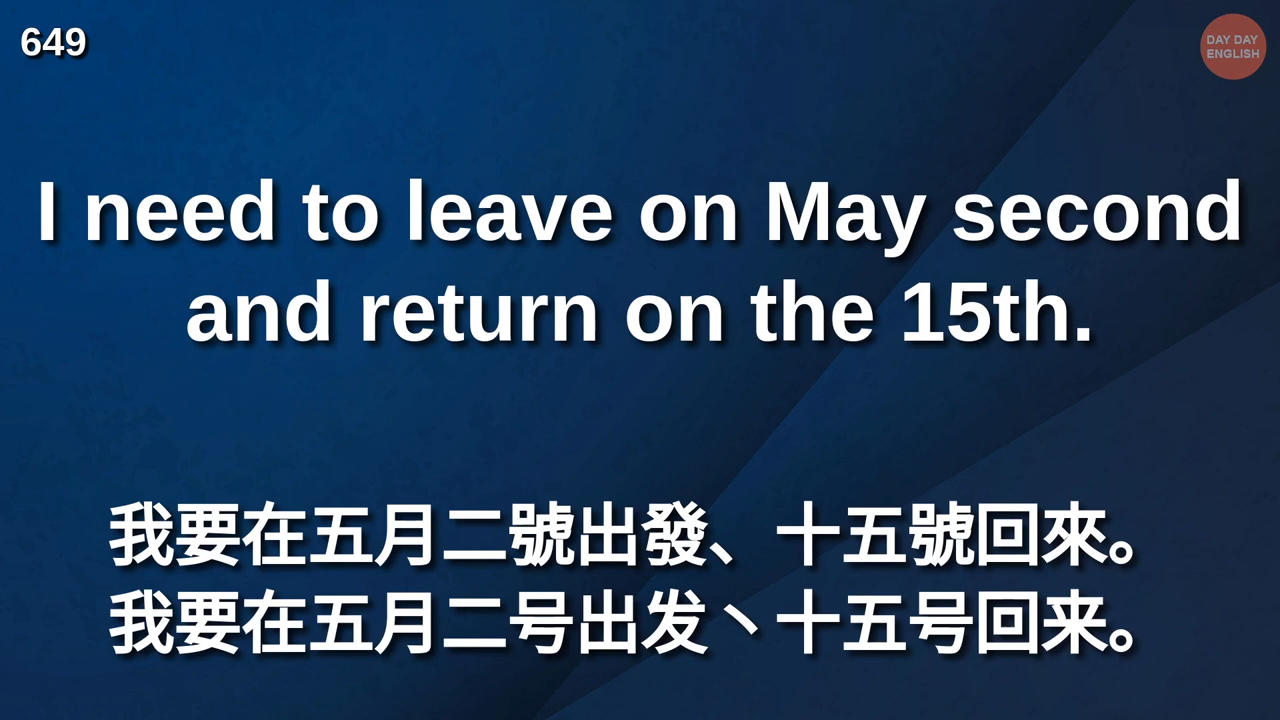 649
DAY DAY
ENGLISH
I need to leave on May second
and return on the 15th.
我要在五月二號出發、十五號回來。
我要在五月二号出发丶十五号回来。